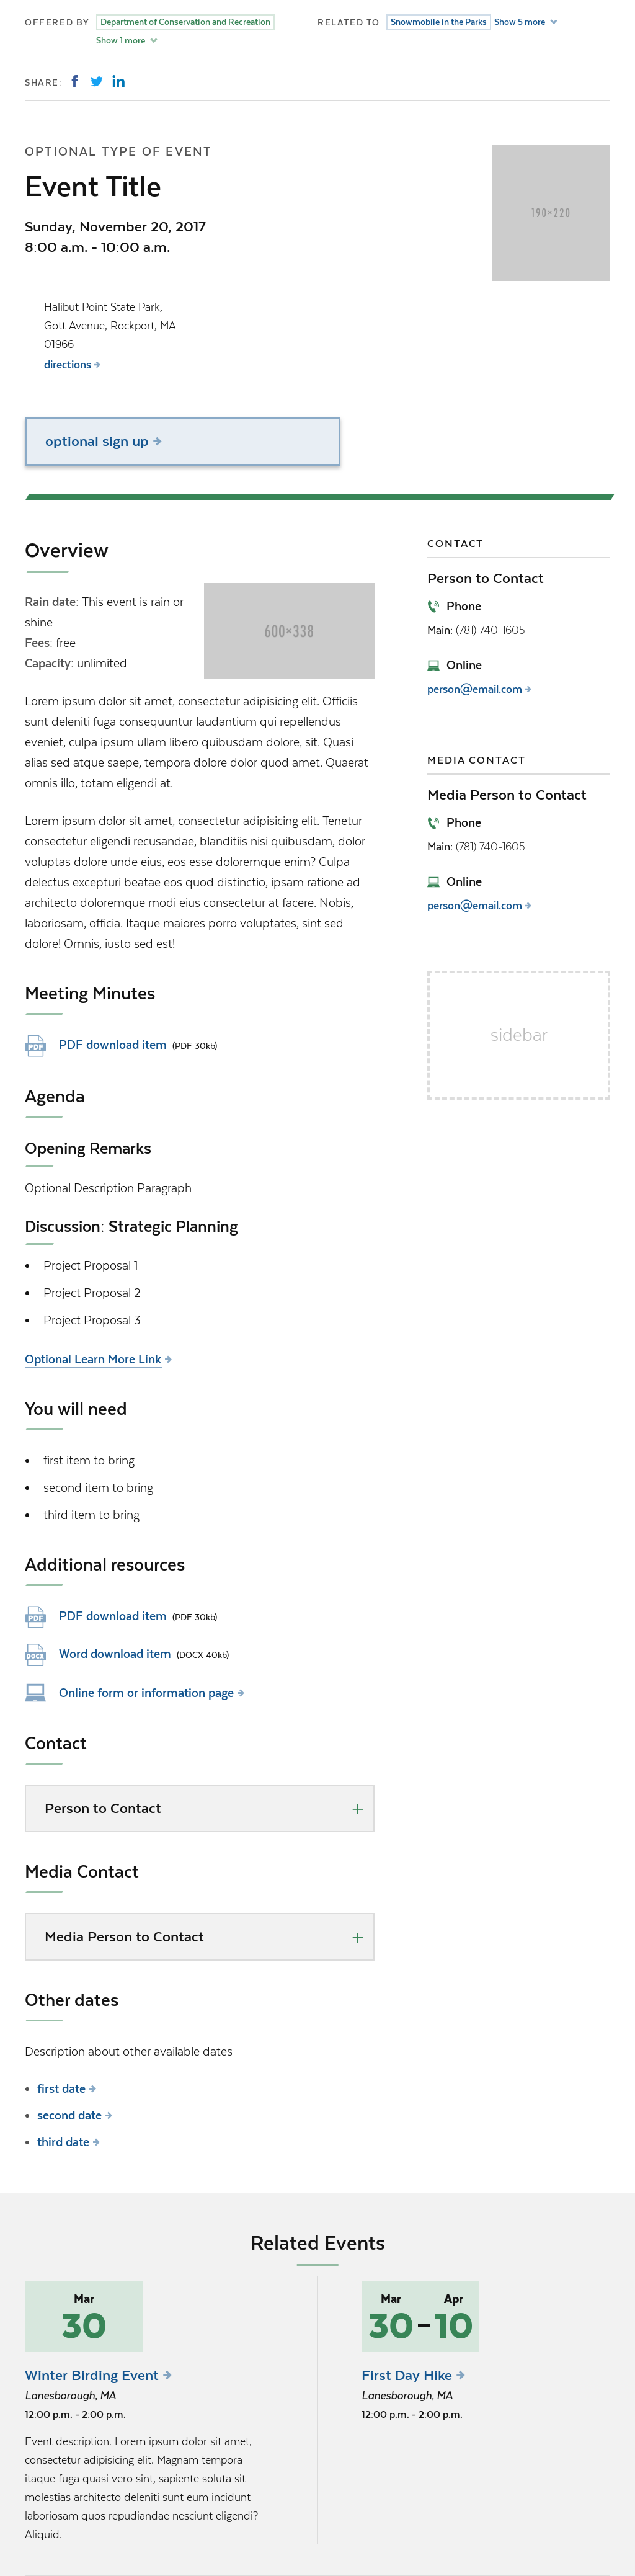 OFFERED BY Department of Conservation and Recreation
Show 1 more
RELATED TO Snowmobile in the Parks Show 5 more
SHARE:
OPTIONAL TYPE OF EVENT
Event Title
Sunday, November 20, 2017
8:00 a.m. - 10:00 a.m.
190×220
Halibut Point State Park,
Gott Avenue, Rockport, MA
01966
directions
optional sign up
Overview
Rain date: This event is rain or
shine
Fees: free
Capacity: unlimited
600×338
Lorem ipsum dolor sit amet, consectetur adipisicing elit. Officiis
sunt deleniti fuga consequuntur laudantium qui repellendus
eveniet, culpa ipsum ullam libero quibusdam dolore, sit. Quasi
alias sed atque saepe, tempora dolore dolor quod amet. Quaerat
omnis illo, totam eligendi at.
Lorem ipsum dolor sit amet, consectetur adipisicing elit. Tenetur
consectetur eligendi recusandae, blanditiis nisi quibusdam, dolor
voluptas dolore unde eius, eos esse doloremque enim? Culpa
delectus excepturi beatae eos quod distinctio, ipsam ratione ad
architecto doloremque modi eius consectetur at facere. Nobis,
laboriosam, officia. Itaque maiores porro voluptates, sint sed
dolore! Omnis, iusto sed est!
Meeting Minutes
PDF PDF download item (PDF 30kb)
Agenda
Opening Remarks
Optional Description Paragraph
Discussion: Strategic Planning
• Project Proposal 1
• Project Proposal 2
• Project Proposal 3
Optional Learn More Link
You will need
• first item to bring
• second item to bring
• third item to bring
Additional resources
PDF PDF download item (PDF 30kb)
DOCX Word download item (DOCX 40kb)
Online form or information page
Contact
Person to Contact +
Media Contact
Media Person to Contact +
Other dates
Description about other available dates
• first date
• second date
• third date
CONTACT
Person to Contact
Phone
Main: (781) 740-1605
Online
person@email.com
MEDIA CONTACT
Media Person to Contact
Phone
Main: (781) 740-1605
Online
person@email.com
sidebar
Related Events
Mar
30
Winter Birding Event
Lanesborough, MA
12:00 p.m. - 2:00 p.m.
Event description. Lorem ipsum dolor sit amet,
consectetur adipisicing elit. Magnam tempora
itaque fuga quasi vero sint, sapiente soluta sit
molestias architecto deleniti sunt eum incidunt
laboriosam quos repudiandae nesciunt eligendi?
Aliquid.
Mar Apr
30-10
First Day Hike
Lanesborough, MA
12:00 p.m. - 2:00 p.m.